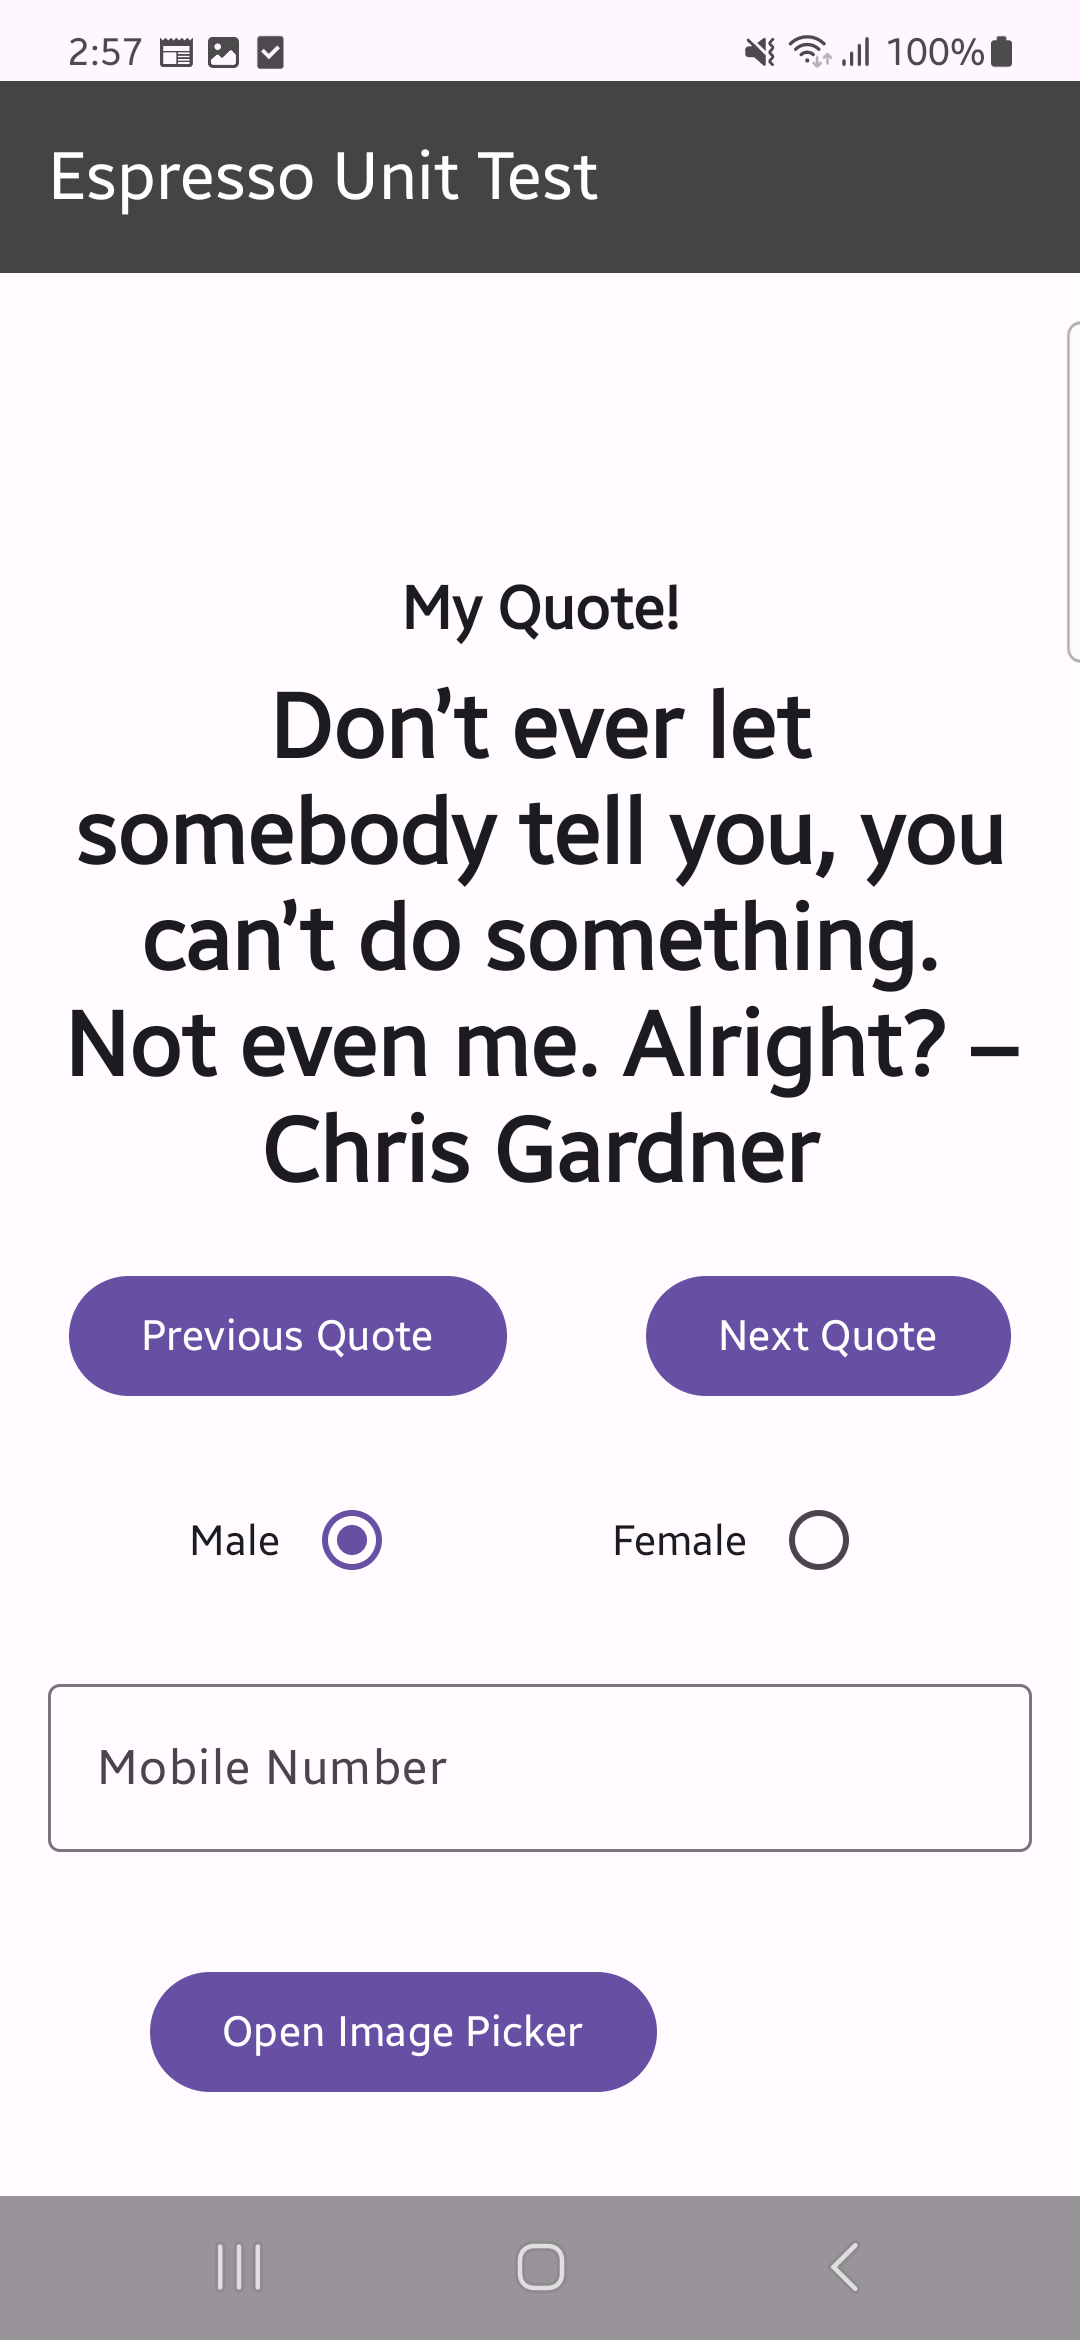 2:57 100%
Espresso Unit Test
My Quote!
Don’t ever let
somebody tell you, you
can’t do something.
Not even me. Alright? –
Chris Gardner
Previous Quote Next Quote
Male Female
Mobile Number
Open Image Picker